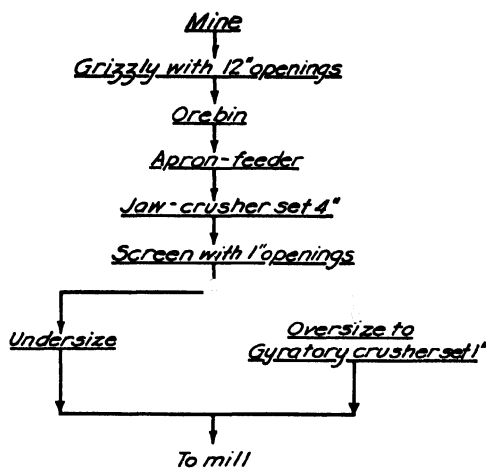 Mine
Grizzly with 12" openings
Orebin
Apron-feeder
Jaw-crusher set 4"
Screen with 1" openings
Undersize
Oversize to
Gyratory crusher set 1"
To mill